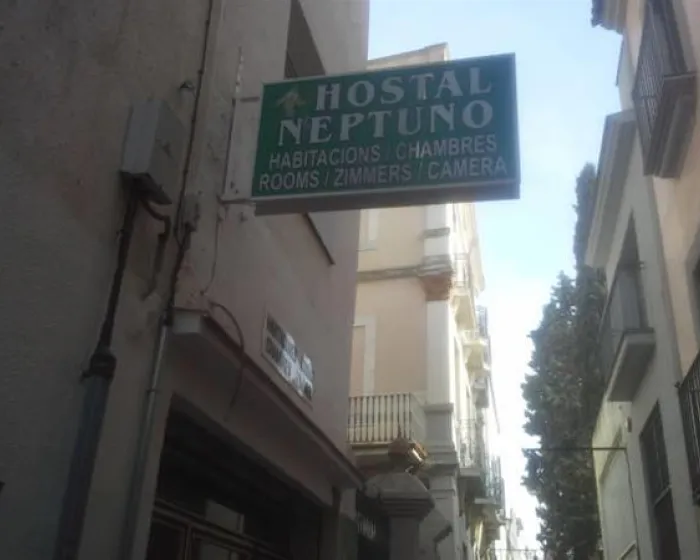 HOSTAL
NEPTUNO
HABITACIONS / CHAMBRES
ROOMS / ZIMMERS / CAMERA